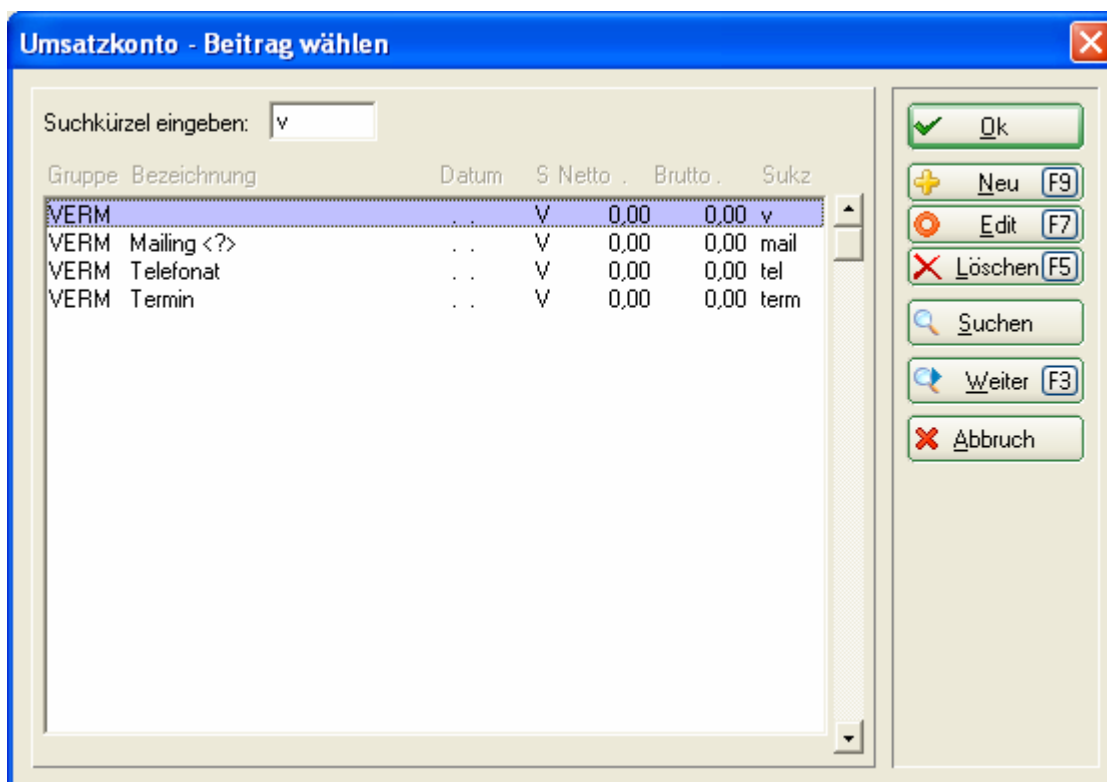 Umsatzkonto - Beitrag wählen
Suchkürzel eingeben: v
Gruppe Bezeichnung Datum S Netto . Brutto . Sukz
VERM . . V 0,00 0,00 v
VERM Mailing <?> . . V 0,00 0,00 mail
VERM Telefonat . . V 0,00 0,00 tel
VERM Termin . . V 0,00 0,00 term
Ok
Neu F9
Edit F7
Löschen F5
Suchen
Weiter F3
Abbruch